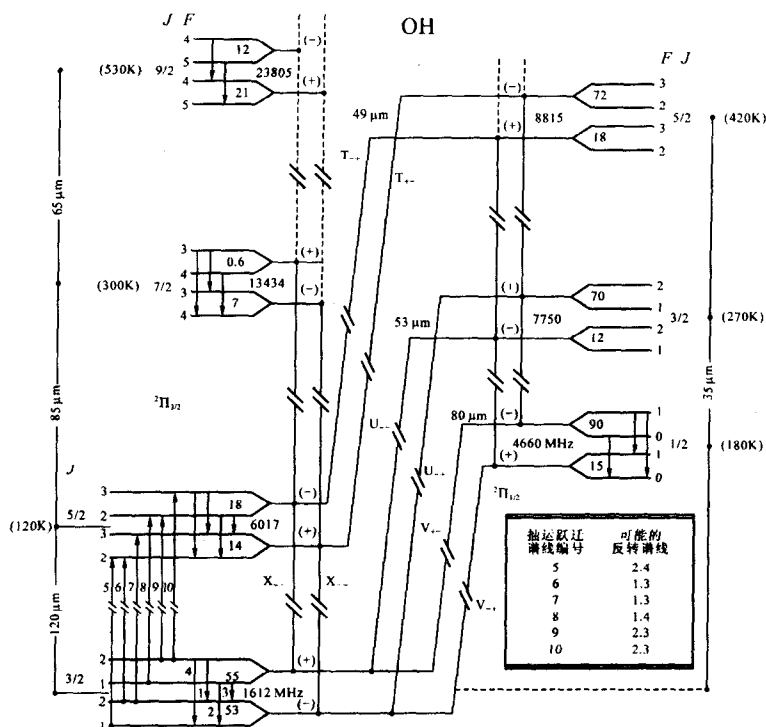 OH
J F
F J
4
5
4
5
12
21
(530K) 9/2
23805
(−)
(+)
65 μm
3
4
3
4
0.6
7
(300K) 7/2
13434
(+)
(−)
85 μm
²Π₃/₂
J
3
2
3
2
18
14
(120K) 5/2
6017
(−)
(+)
5 6 7 8 9 10
120 μm
3/2
2
1
2
1
4
1
3
2
55
53
1612 MHz
(+)
(−)
49 μm
T₋₊
T₊₋
53 μm
80 μm
V₊₋
V₋₊
(−)
(+)
8815
72
18
3
2
3
2
5/2 (420K)
(+)
(−)
7750
70
12
2
1
2
1
3/2 (270K)
35 μm
(−)
(+)
4660 MHz
90
15
1
0
1
0
1/2 (180K)
²Π₁/₂
抽运跃迁 可能的
谱线编号 反转谱线
5 2.4
6 1.3
7 1.3
8 1.4
9 2.3
10 2.3